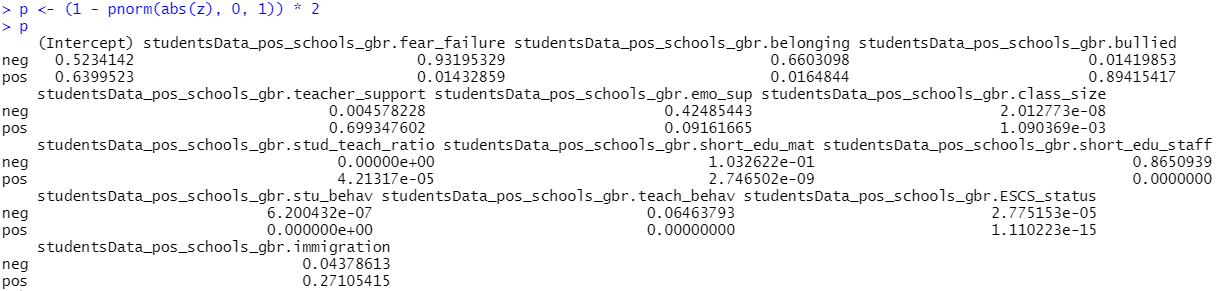 > p <- (1 - pnorm(abs(z), 0, 1)) * 2
> p
(Intercept) studentsData_pos_schools_gbr.fear_failure studentsData_pos_schools_gbr.belonging studentsData_pos_schools_gbr.bullied
neg 0.5234142 0.93195329 0.6603098 0.01419853
pos 0.6399523 0.01432859 0.0164844 0.89415417
studentsData_pos_schools_gbr.teacher_support studentsData_pos_schools_gbr.emo_sup studentsData_pos_schools_gbr.class_size
neg 0.004578228 0.42485443 2.012773e-08
pos 0.699347602 0.09161665 1.090369e-03
studentsData_pos_schools_gbr.stud_teach_ratio studentsData_pos_schools_gbr.short_edu_mat studentsData_pos_schools_gbr.short_edu_staff
neg 0.00000e+00 1.032622e-01 0.8650939
pos 4.21317e-05 2.746502e-09 0.0000000
studentsData_pos_schools_gbr.stu_behav studentsData_pos_schools_gbr.teach_behav studentsData_pos_schools_gbr.ESCS_status
neg 6.200432e-07 0.06463793 2.775153e-05
pos 0.000000e+00 0.00000000 1.110223e-15
studentsData_pos_schools_gbr.immigration
neg 0.04378613
pos 0.27105415